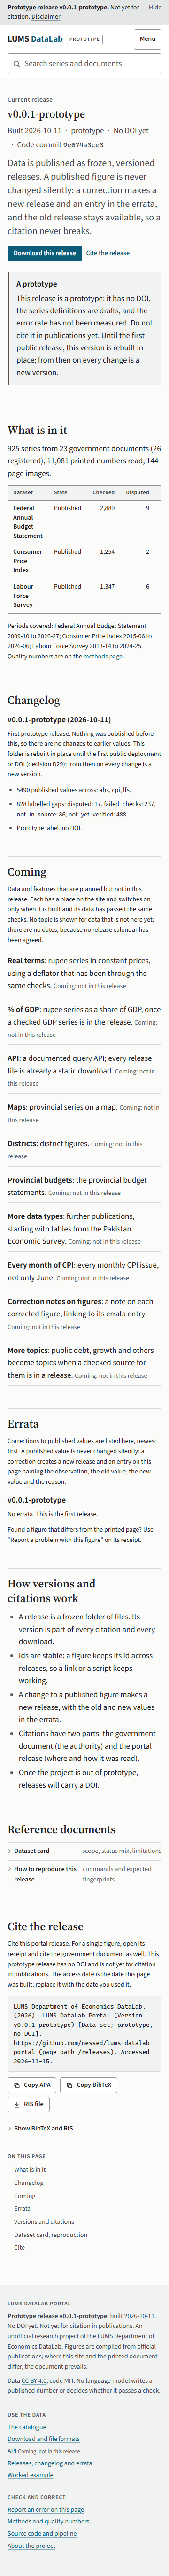 Prototype release v0.0.1-prototype. Not yet for
citation. Disclaimer
Hide
LUMS DataLab PROTOTYPE
Menu
Search series and documents
Current release
v0.0.1-prototype
Built 2026-10-11 · prototype · No DOI yet
· Code commit 9e674a3ce3
Data is published as frozen, versioned
releases. A published figure is never
changed silently: a correction makes a
new release and an entry in the errata,
and the old release stays available, so a
citation never breaks.
Download this release
Cite the release
A prototype
This release is a prototype: it has no DOI,
the series definitions are drafts, and the
error rate has not been measured. Do not
cite it in publications yet. Until the first
public release, this version is rebuilt in
place; from then on every change is a
new version.
What is in it
925 series from 23 government documents (26
registered), 11,081 printed numbers read, 144
page images.
Dataset State Checked Disputed
Federal Annual Budget Statement Published 2,889 9
Consumer Price Index Published 1,254 2
Labour Force Survey Published 1,347 6
Periods covered: Federal Annual Budget Statement
2009-10 to 2026-27; Consumer Price Index 2015-06 to
2026-06; Labour Force Survey 2013-14 to 2024-25.
Quality numbers are on the methods page.
Changelog
v0.0.1-prototype (2026-10-11)
First prototype release. Nothing was published before
this, so there are no changes to earlier values. This
folder is rebuilt in place until the first public deployment
or DOI (decision D29); from then on every change is a
new version.
• 5490 published values across: abs, cpi, lfs.
• 828 labelled gaps: disputed: 17, failed_checks: 237,
not_in_source: 86, not_yet_verified: 488.
• Prototype label, no DOI.
Coming
Data and features that are planned but not in this
release. Each has a place on the site and switches on
only when it is built and its data has passed the same
checks. No topic is shown for data that is not here yet;
there are no dates, because no release calendar has
been agreed.
Real terms: rupee series in constant prices,
using a deflator that has been through the
same checks. Coming: not in this release
% of GDP: rupee series as a share of GDP, once
a checked GDP series is in the release. Coming:
not in this release
API: a documented query API; every release
file is already a static download. Coming: not in
this release
Maps: provincial series on a map. Coming: not in
this release
Districts: district figures. Coming: not in this
release
Provincial budgets: the provincial budget
statements. Coming: not in this release
More data types: further publications,
starting with tables from the Pakistan
Economic Survey. Coming: not in this release
Every month of CPI: every monthly CPI issue,
not only June. Coming: not in this release
Correction notes on figures: a note on each
corrected figure, linking to its errata entry.
Coming: not in this release
More topics: public debt, growth and others
become topics when a checked source for
them is in a release. Coming: not in this release
Errata
Corrections to published values are listed here, newest
first. A published value is never changed silently: a
correction creates a new release and an entry on this
page naming the observation, the old value, the new
value and the reason.
v0.0.1-prototype
No errata. This is the first release.
Found a figure that differs from the printed page? Use
"Report a problem with this figure" on its receipt.
How versions and
citations work
• A release is a frozen folder of files. Its
version is part of every citation and every
download.
• Ids are stable: a figure keeps its id across
releases, so a link or a script keeps
working.
• A change to a published figure makes a
new release, with the old and new values
in the errata.
• Citations have two parts: the government
document (the authority) and the portal
release (where and how it was read).
• Once the project is out of prototype,
releases will carry a DOI.
Reference documents
Dataset card scope, status mix, limitations
How to reproduce this release commands and expected fingerprints
Cite the release
Cite this portal release. For a single figure, open its
receipt and cite the government document as well. This
prototype release has no DOI and is not yet for citation
in publications. The access date is the date this page
was built; replace it with the date you used it.
LUMS Department of Economics DataLab.
(2026). LUMS DataLab Portal (Version
v0.0.1-prototype) [Data set; prototype,
no DOI].
https://github.com/nessed/lums-datalab-
portal (page path /releases). Accessed
2026-11-15.
Copy APA
Copy BibTeX
RIS file
Show BibTeX and RIS
ON THIS PAGE
What is in it
Changelog
Coming
Errata
Versions and citations
Dataset card, reproduction
Cite
LUMS DATALAB PORTAL
Prototype release v0.0.1-prototype, built 2026-10-11.
No DOI yet. Not yet for citation in publications. An
unofficial research project of the LUMS Department of
Economics DataLab. Figures are compiled from official
publications; where this site and the printed document
differ, the document prevails.
Data CC BY 4.0, code MIT. No language model writes a
published number or decides whether it passes a check.
USE THE DATA
The catalogue
Download and file formats
API Coming: not in this release
Releases, changelog and errata
Worked example
CHECK AND CORRECT
Report an error on this page
Methods and quality numbers
Source code and pipeline
About the project